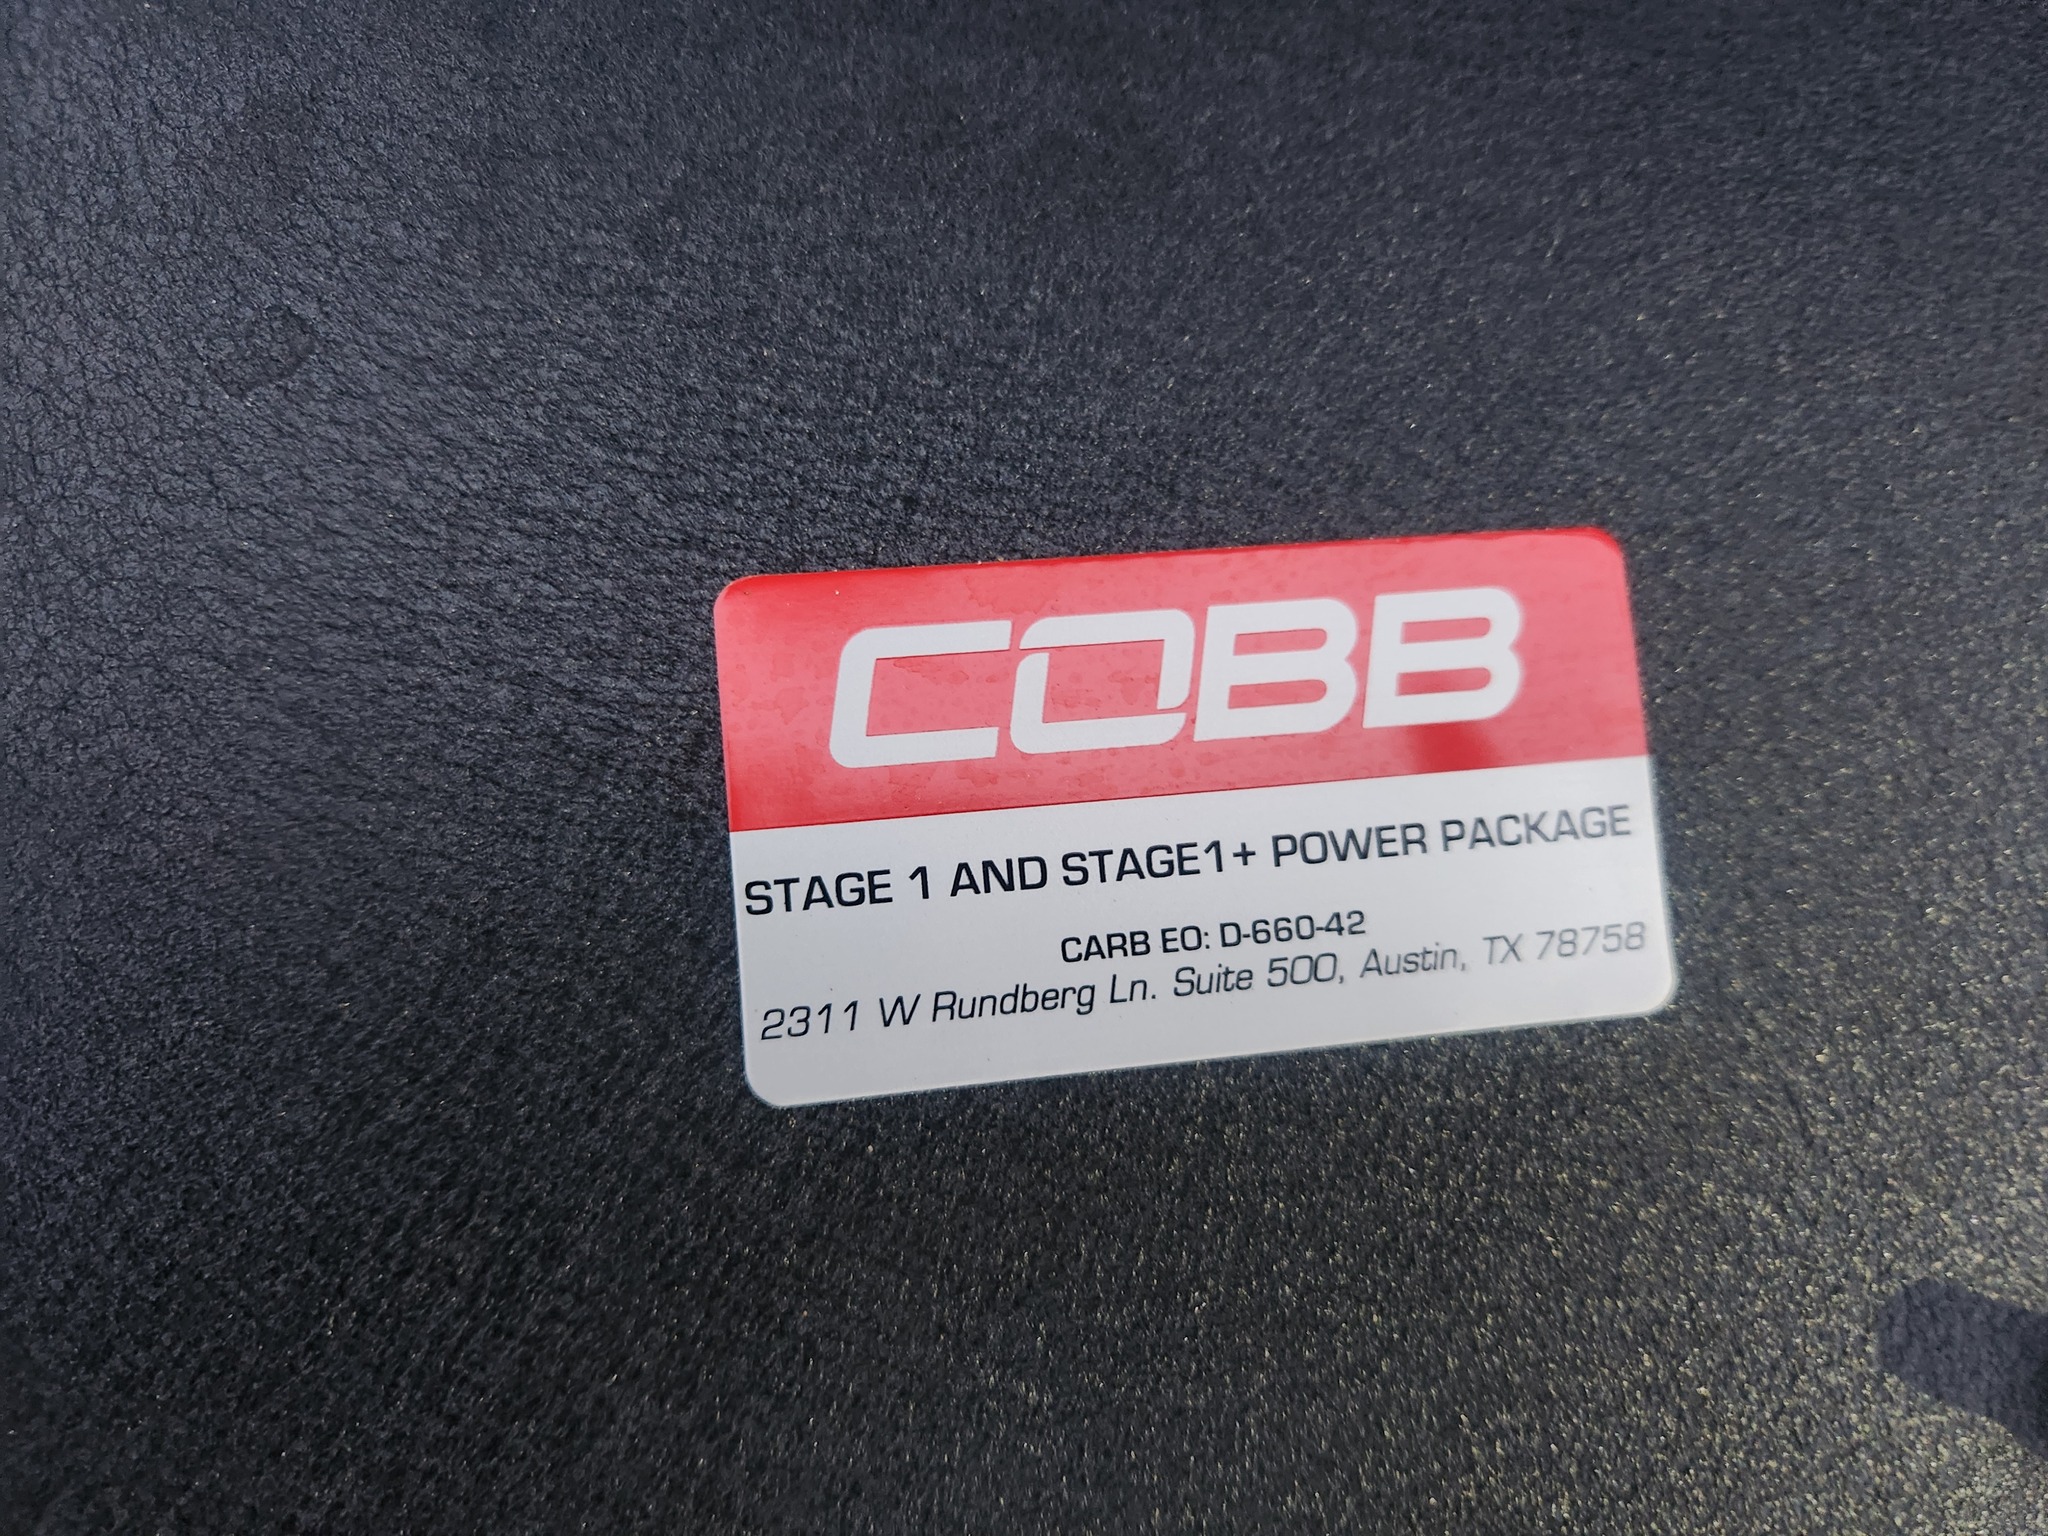 COBB
STAGE 1 AND STAGE1+ POWER PACKAGE
CARB EO: D-660-42
2311 W Rundberg Ln. Suite 500, Austin, TX 78758